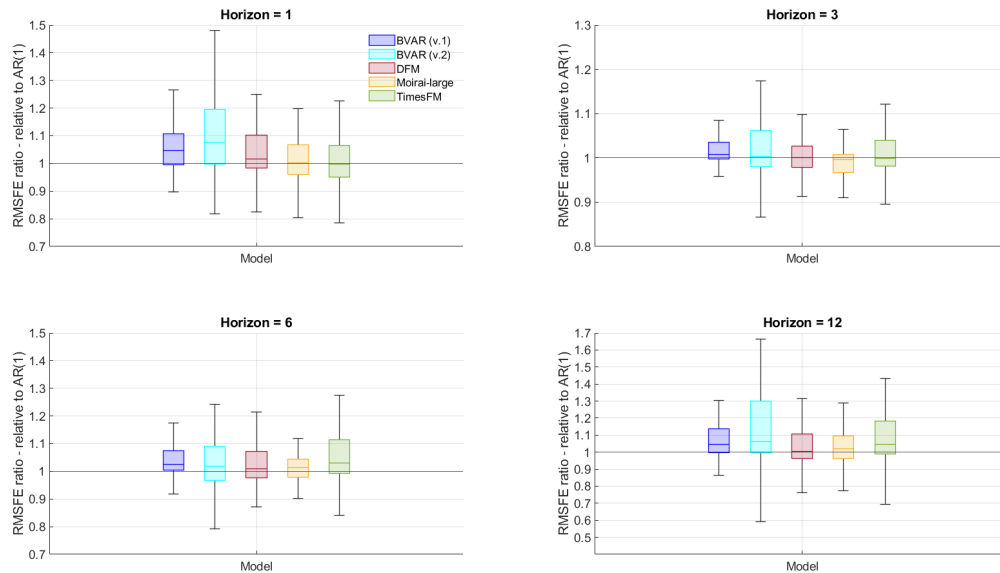 Horizon = 1
RMSFE ratio - relative to AR(1)
1.5
1.4
1.3
1.2
1.1
1
0.9
0.8
0.7
BVAR (v.1)
BVAR (v.2)
DFM
Moirai-large
TimesFM
Model
Horizon = 3
RMSFE ratio - relative to AR(1)
1.3
1.2
1.1
1
0.9
0.8
Model
Horizon = 6
RMSFE ratio - relative to AR(1)
1.5
1.4
1.3
1.2
1.1
1
0.9
0.8
0.7
Model
Horizon = 12
RMSFE ratio - relative to AR(1)
1.7
1.6
1.5
1.4
1.3
1.2
1.1
1
0.9
0.8
0.7
0.6
0.5
Model